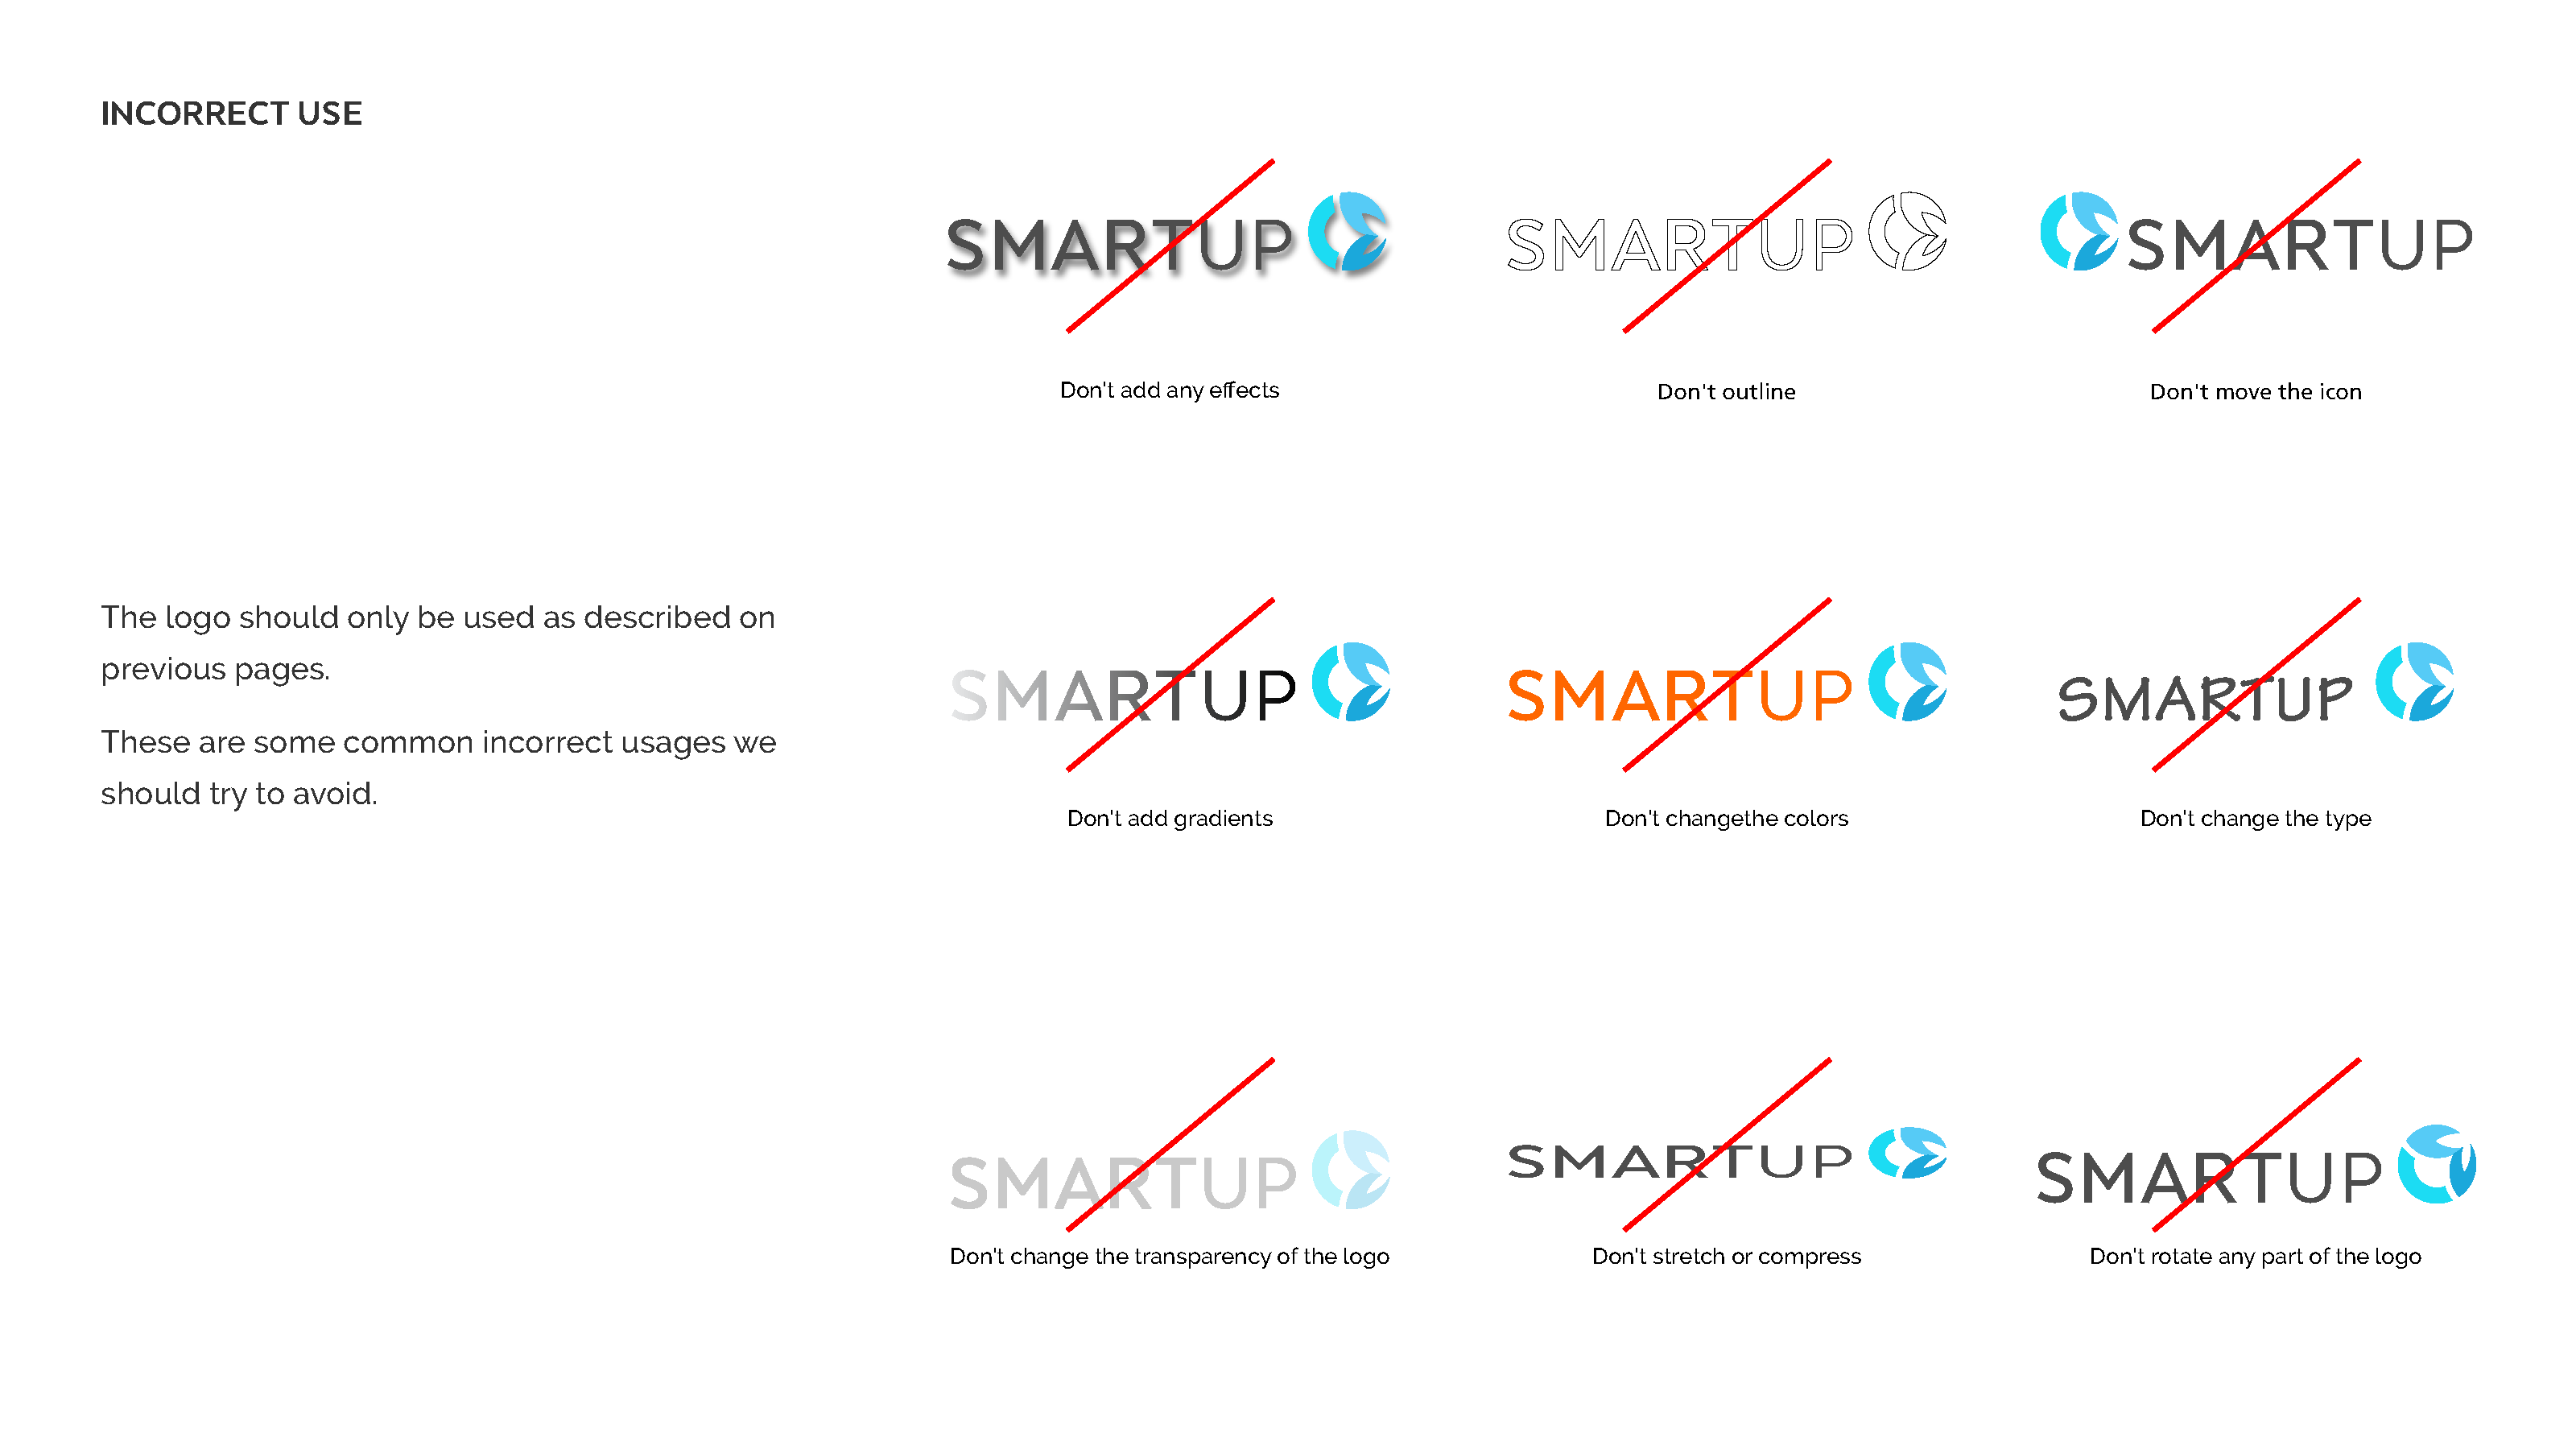 INCORRECT USE
SMARTUP
SMARTUP
SMARTUP
Don't add any effects
Don't outline
Don't move the icon
The logo should only be used as described on
previous pages.
These are some common incorrect usages we
should try to avoid.
SMARTUP
SMARTUP
SMARTUP
Don't add gradients
Don't changethe colors
Don't change the type
SMARTUP
SMARTUP
SMARTUP
Don't change the transparency of the logo
Don't stretch or compress
Don't rotate any part of the logo